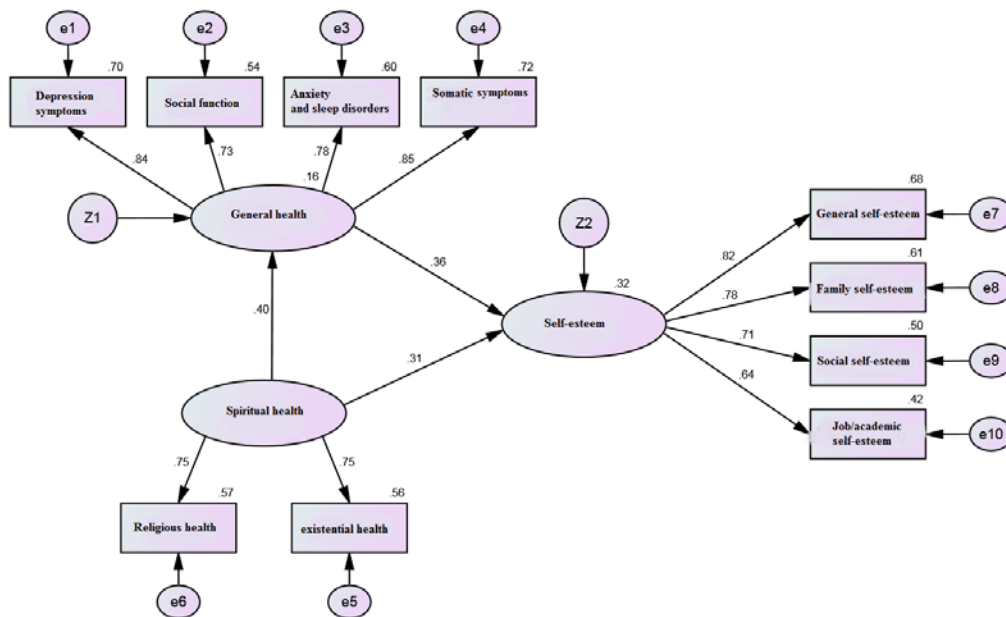 e1
e2
e3
e4
.70
.54
.60
.72
Depression
symptoms
Social function
Anxiety
and sleep disorders
Somatic symptoms
.84
.73
.78
.85
.16
Z1
General health
Z2
.68
General self-esteem
e7
.36
.82
.61
.32
.78
Family self-esteem
e8
.40
Self-esteem
.71
.50
.31
.64
Social self-esteem
e9
Spiritual health
.42
Job/academic
self-esteem
e10
.75
.75
.57
.56
Religious health
existential health
e6
e5